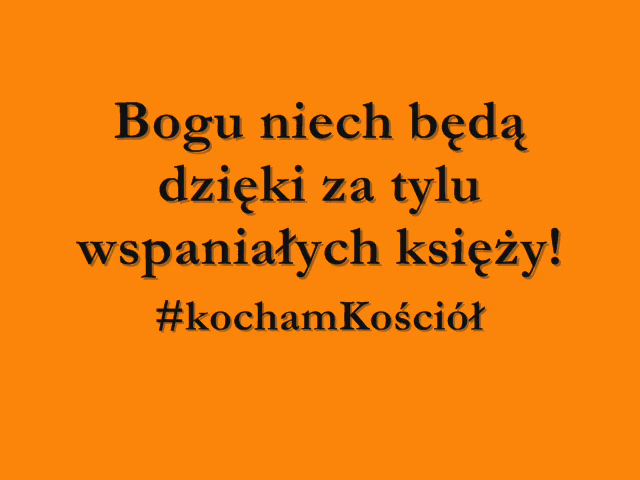 Bogu niech będą
dzięki za tylu
wspaniałych księży!
#kochamKościół